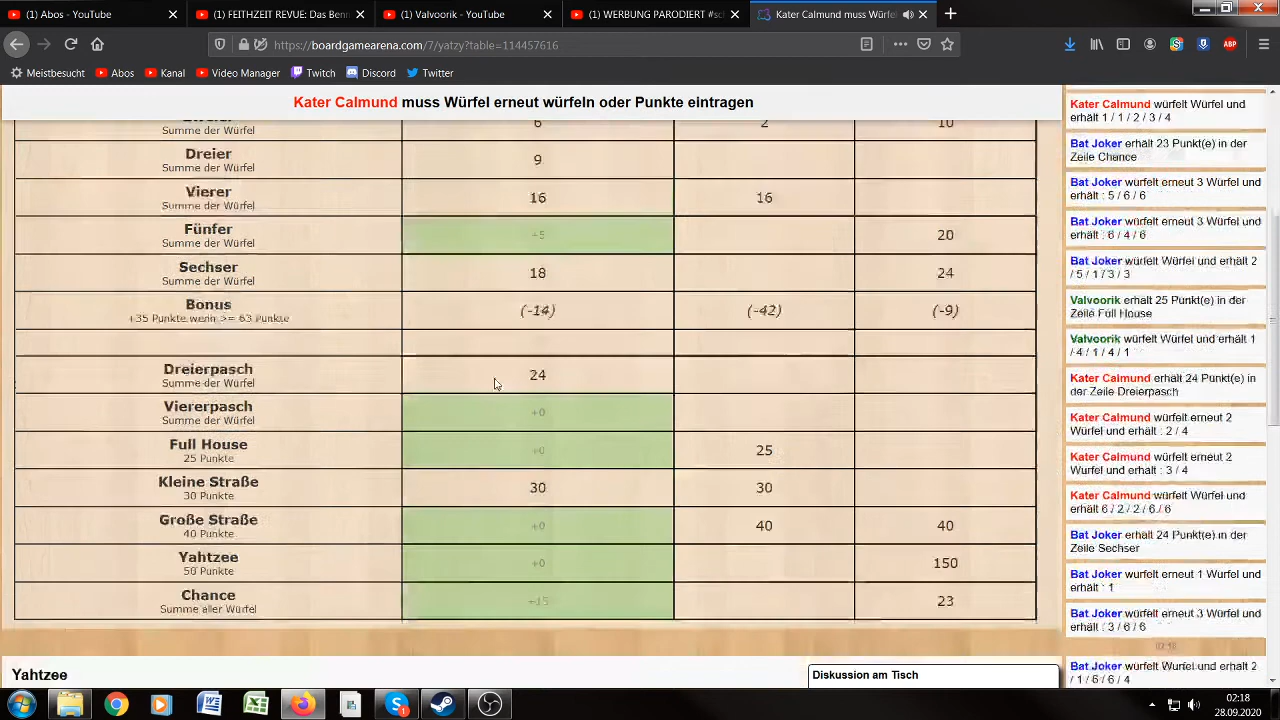 (1) Abos - YouTube
(1) FEITHZEIT REVUE: Das Benn
(1) Valvoorik - YouTube
(1) WERBUNG PARODIERT #scl
Kater Calmund muss Würfel
https://boardgamearena.com/7/yatzy?table=114457616
ABP
Meistbesucht
Abos
Kanal
Video Manager
Twitch
Discord
Twitter
Kater Calmund muss Würfel erneut würfeln oder Punkte eintragen
Summe der Würfel 6 2 10
Dreier 9
Summe der Würfel
Vierer 16 16
Summe der Würfel
Fünfer +5 20
Summe der Würfel
Sechser 18 24
Summe der Würfel
Bonus (-14) (-42) (-9)
+35 Punkte wenn >= 63 Punkte
Dreierpasch 24
Summe der Würfel
Viererpasch +0
Summe der Würfel
Full House +0 25
25 Punkte
Kleine Straße 30 30
30 Punkte
Große Straße +0 40 40
40 Punkte
Yahtzee +0 150
50 Punkte
Chance +15 23
Summe aller Würfel
Yahtzee
Diskussion am Tisch
Kater Calmund würfelt Würfel und
erhält 1 / 1 / 2 / 3 / 4
Bat Joker erhält 23 Punkt(e) in der
Zeile Chance
Bat Joker würfelt erneut 3 Würfel und
erhält : 5 / 6 / 6
Bat Joker würfelt erneut 3 Würfel und
erhält : 6 / 4 / 6
Bat Joker würfelt Würfel und erhält 2
/ 5 / 1 / 3 / 3
Valvoorik erhält 25 Punkt(e) in der
Zeile Full House
Valvoorik würfelt Würfel und erhält 1
/ 4 / 1 / 4 / 1
Kater Calmund erhält 24 Punkt(e) in
der Zeile Dreierpasch
Kater Calmund würfelt erneut 2
Würfel und erhält : 2 / 4
Kater Calmund würfelt erneut 2
Würfel und erhält : 3 / 4
Kater Calmund würfelt Würfel und
erhält 6 / 2 / 2 / 6 / 6
Bat Joker erhält 24 Punkt(e) in der
Zeile Sechser
Bat Joker würfelt erneut 1 Würfel und
erhält : 1
Bat Joker würfelt erneut 3 Würfel und
erhält : 3 / 6 / 6
02:18
Bat Joker würfelt Würfel und erhält 2
/ 1 / 6 / 6 / 4
02:18
28.09.2020